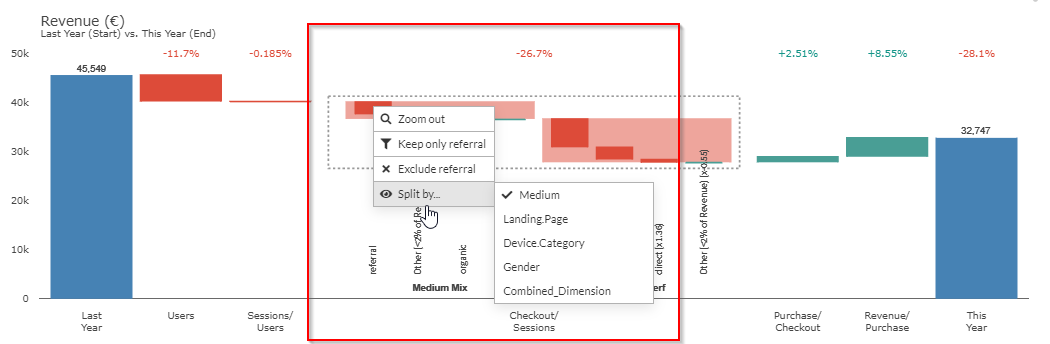 Revenue (€)
Last Year (Start) vs. This Year (End)
50k
40k
30k
20k
10k
0
45,549
-11.7%
-0.185%
-26.7%
+2.51%
+8.55%
-28.1%
32,747
Zoom out
Keep only referral
Exclude referral
Split by...
Medium
Landing.Page
Device.Category
Gender
Combined_Dimension
referral
Other (<2% of Re
organic
direct (x1.36)
Other (<2% of Revenue) (x-0.55)
Medium Mix
erf
Last
Year
Users
Sessions/
Users
Checkout/
Sessions
Purchase/
Checkout
Revenue/
Purchase
This
Year